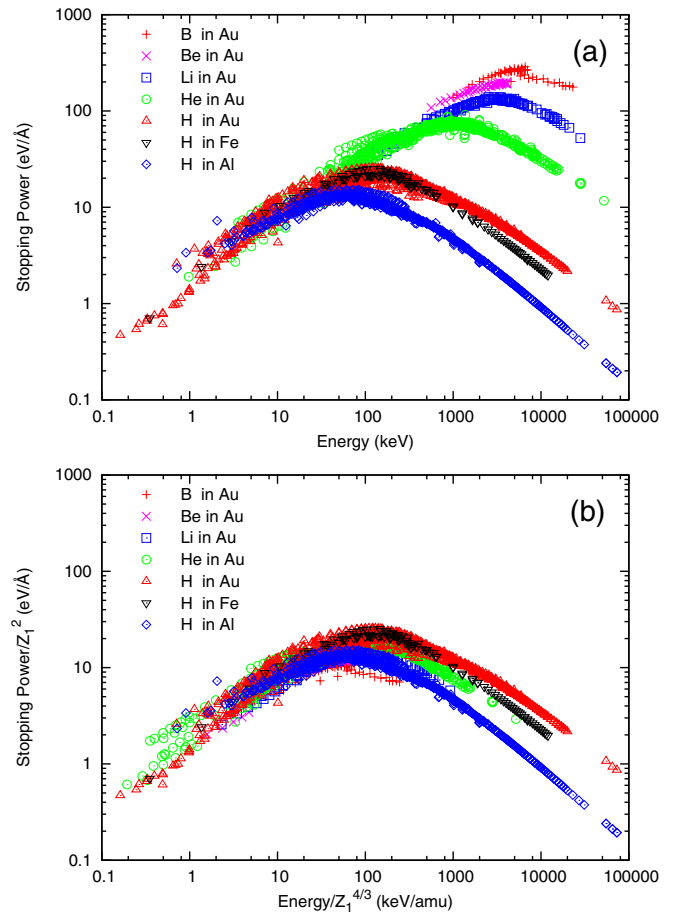 (a)
B in Au
Be in Au
Li in Au
He in Au
H in Au
H in Fe
H in Al
Stopping Power (eV/Å)
1000
100
10
1
0.1
0.1 1 10 100 1000 10000 100000
Energy (keV)
(b)
B in Au
Be in Au
Li in Au
He in Au
H in Au
H in Fe
H in Al
Stopping Power/Z₁² (eV/Å)
1000
100
10
1
0.1
0.1 1 10 100 1000 10000 100000
Energy/Z₁^4/3 (keV/amu)